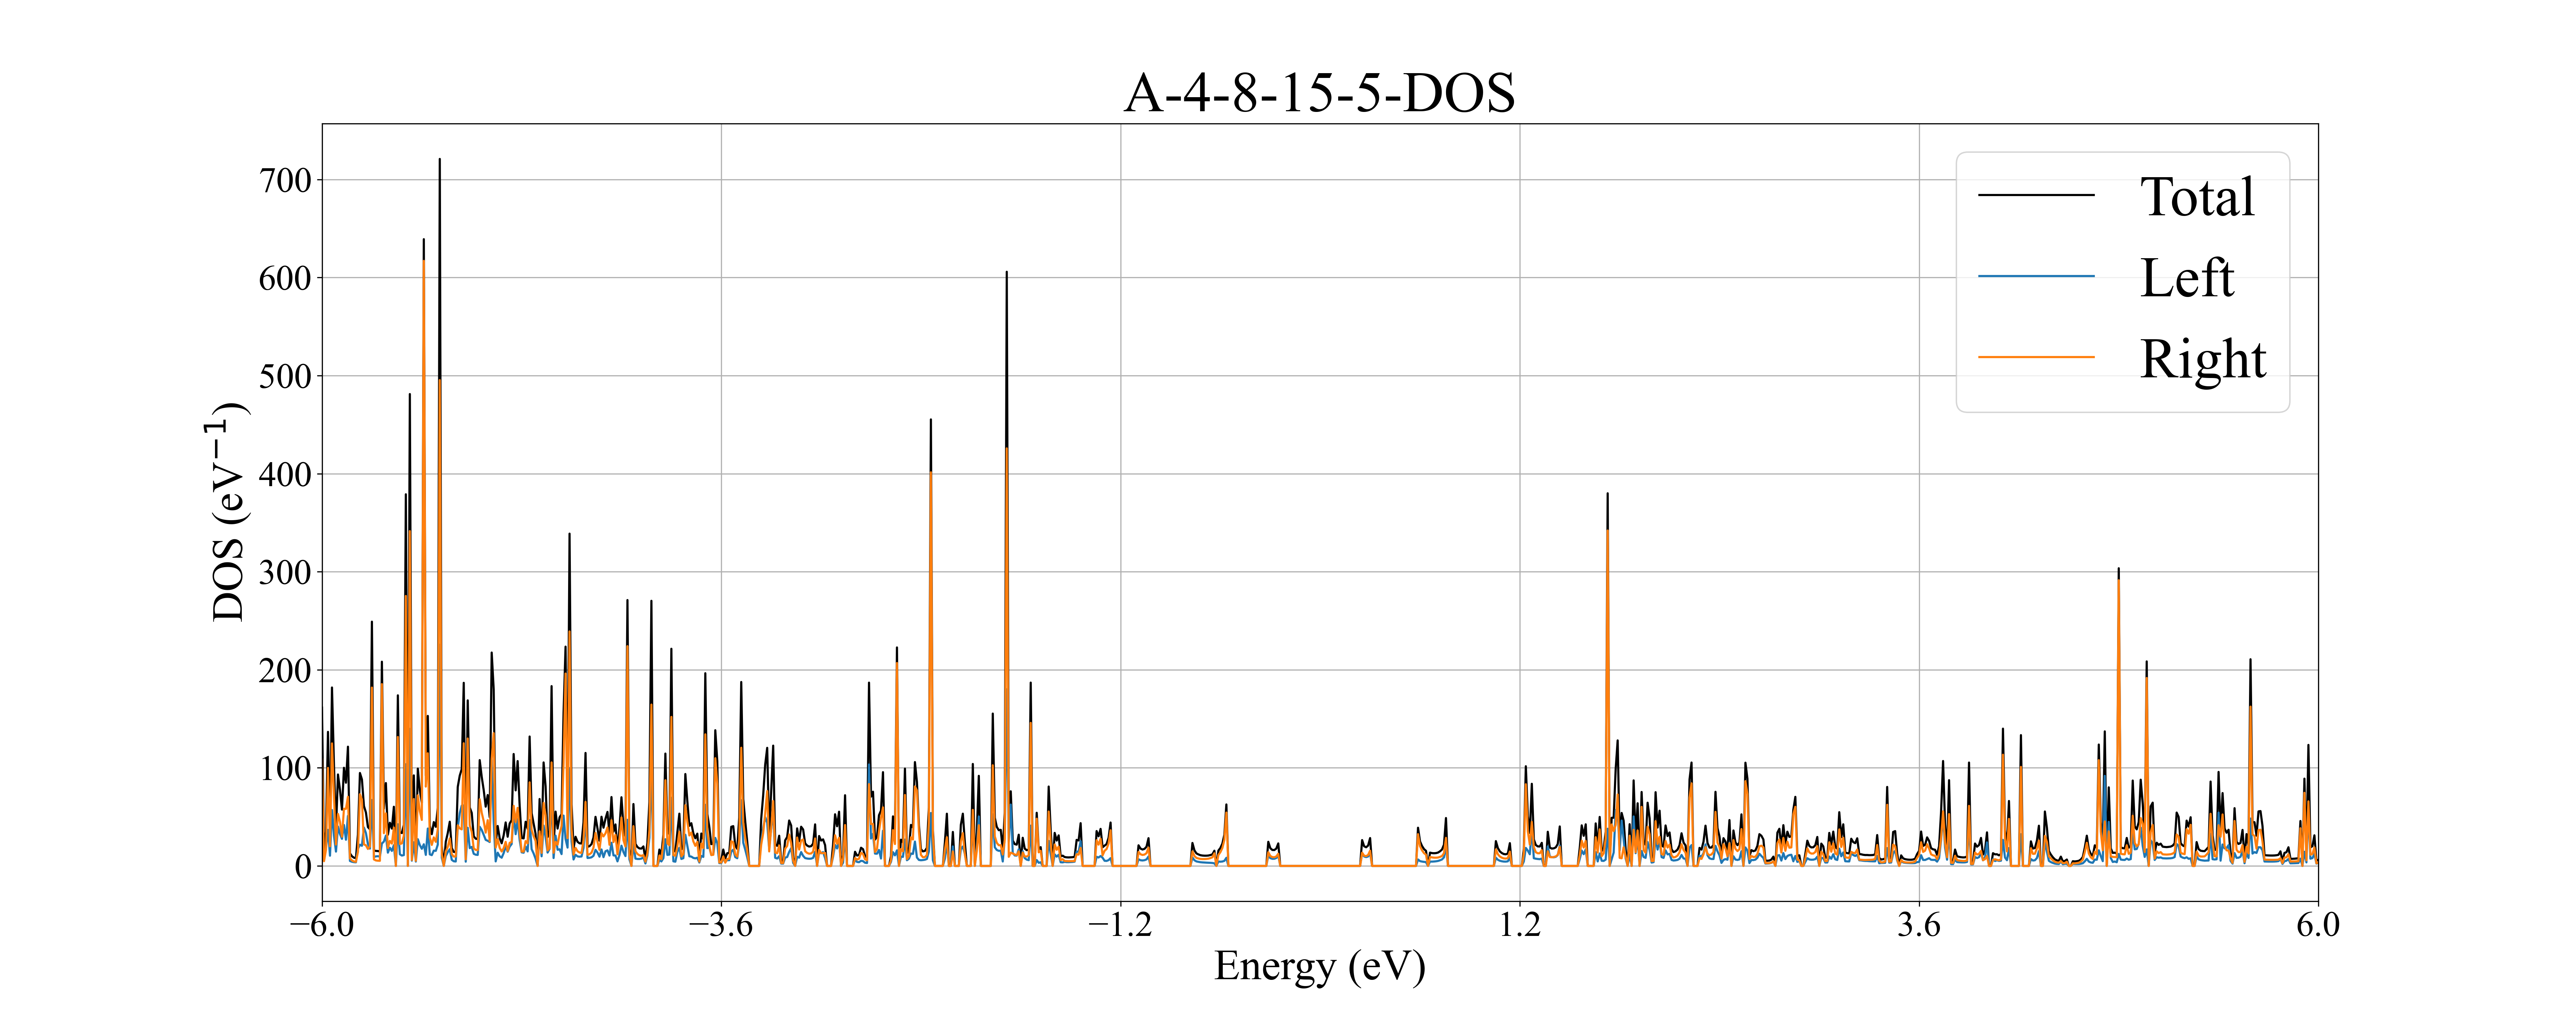 A-4-8-15-5-DOS
DOS (eV⁻¹)
700
600
500
400
300
200
100
0
Total
Left
Right
−6.0
−3.6
−1.2
1.2
3.6
6.0
Energy (eV)